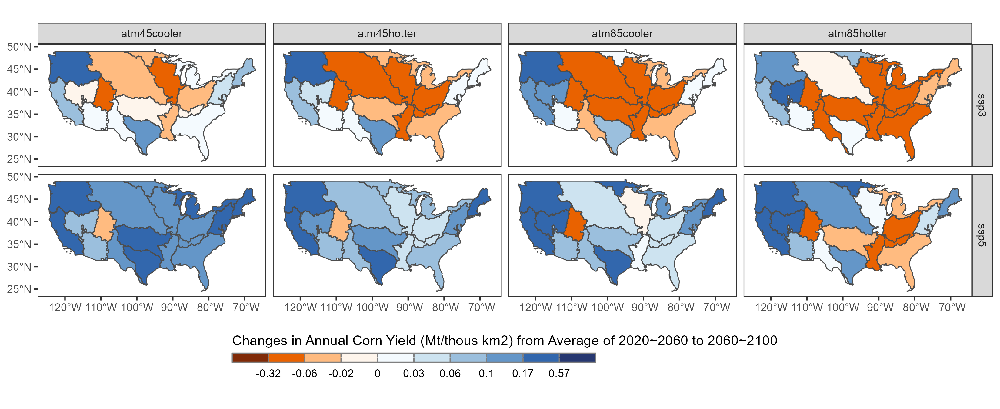 atm45cooler atm45hotter atm85cooler atm85hotter
50°N
45°N
40°N
35°N
30°N
25°N
ssp3
50°N
45°N
40°N
35°N
30°N
25°N
ssp5
120°W 110°W 100°W 90°W 80°W 70°W 120°W 110°W 100°W 90°W 80°W 70°W 120°W 110°W 100°W 90°W 80°W 70°W 120°W 110°W 100°W 90°W 80°W 70°W
Changes in Annual Corn Yield (Mt/thous km2) from Average of 2020~2060 to 2060~2100
-0.32 -0.06 -0.02 0 0.03 0.06 0.1 0.17 0.57